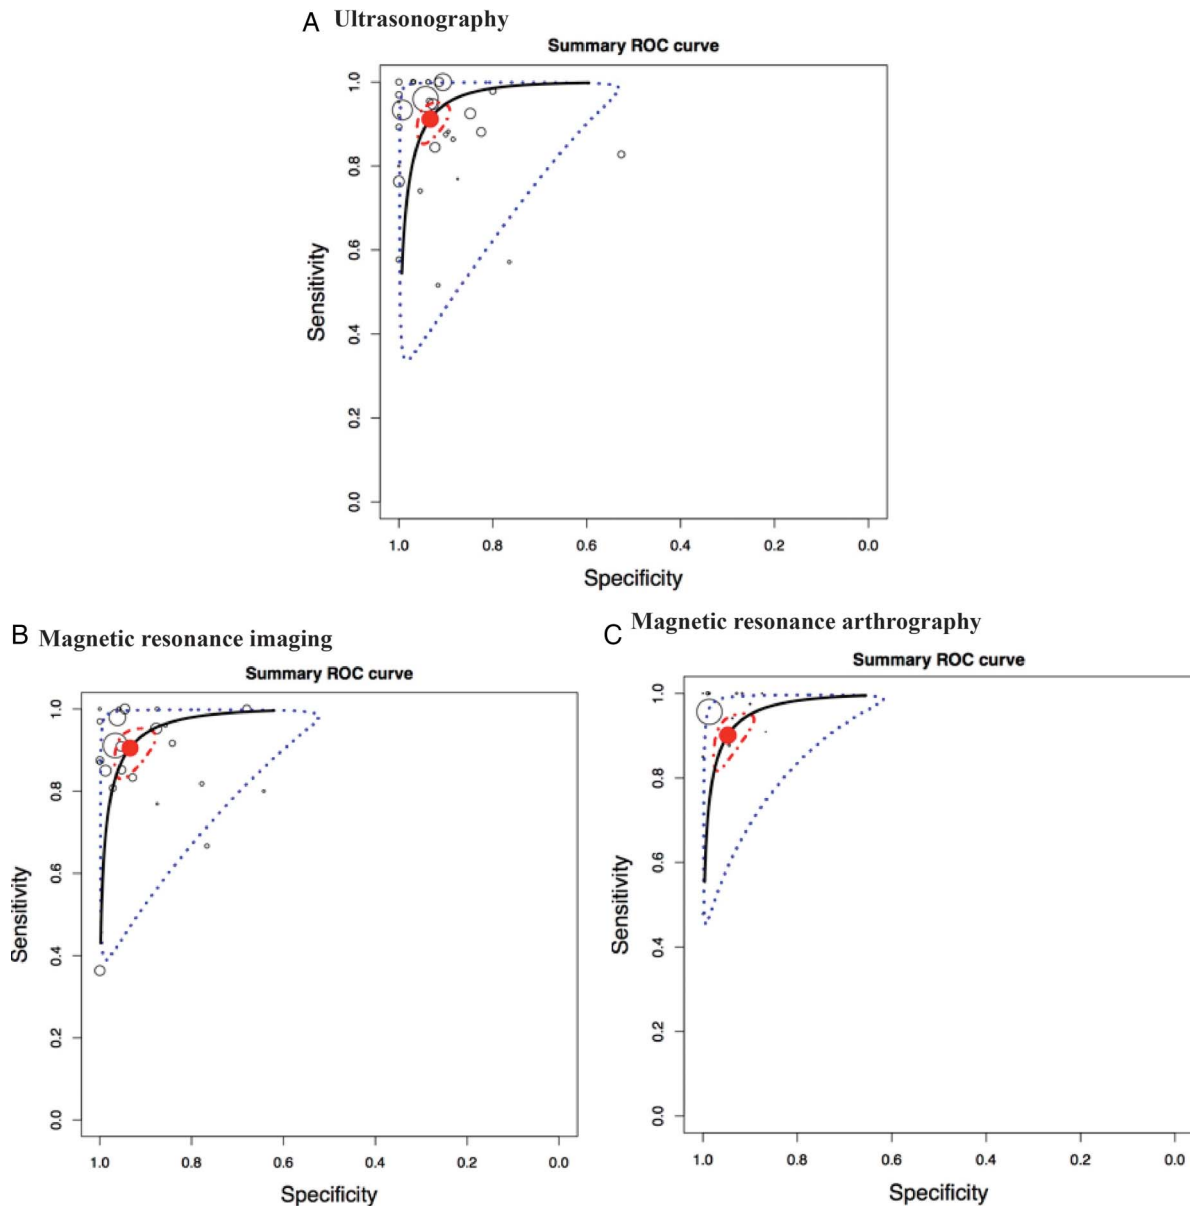 A Ultrasonography
Summary ROC curve
Sensitivity
1.0
0.8
0.6
0.4
0.2
0.0
1.0 0.8 0.6 0.4 0.2 0.0
Specificity
B Magnetic resonance imaging
Summary ROC curve
Sensitivity
1.0
0.8
0.6
0.4
0.2
0.0
1.0 0.8 0.6 0.4 0.2 0.0
Specificity
C Magnetic resonance arthrography
Summary ROC curve
Sensitivity
1.0
0.8
0.6
0.4
0.2
0.0
1.0 0.8 0.6 0.4 0.2 0.0
Specificity